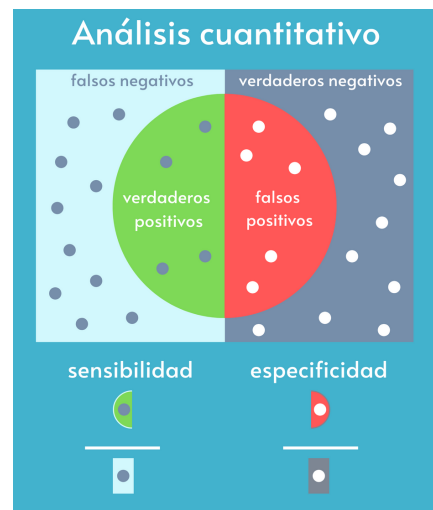 Análisis cuantitativo
falsos negativos
verdaderos negativos
verdaderos
positivos
falsos
positivos
sensibilidad
especificidad